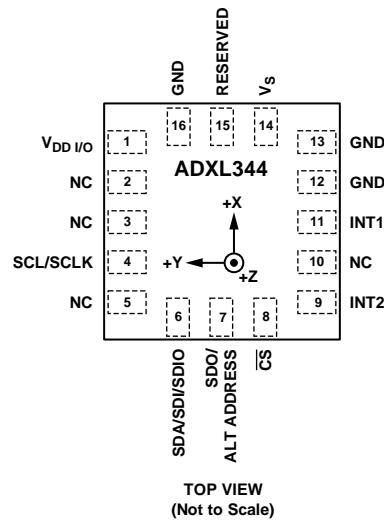 GND
RESERVED
VS
16
15
14
VDD I/O
1
ADXL344
13
GND
NC
2
12
GND
+X
NC
3
11
INT1
SCL/SCLK
4
+Y
+Z
10
NC
NC
5
9
INT2
6
7
8
SDA/SDI/SDIO
SDO/
ALT ADDRESS
C̅S̅
TOP VIEW
(Not to Scale)